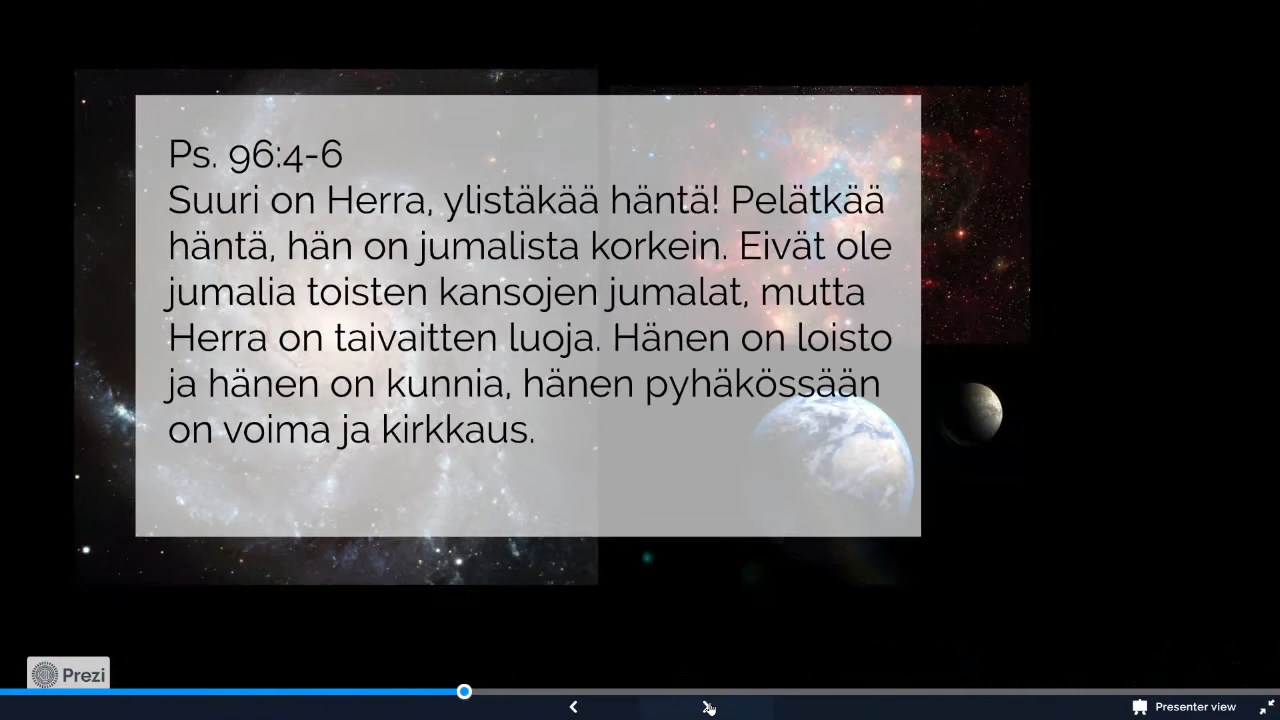 Ps. 96:4-6
Suuri on Herra, ylistäkää häntä! Pelätkää
häntä, hän on jumalista korkein. Eivät ole
jumalia toisten kansojen jumalat, mutta
Herra on taivaitten luoja. Hänen on loisto
ja hänen on kunnia, hänen pyhäkössään
on voima ja kirkkaus.
Prezi
Presenter view